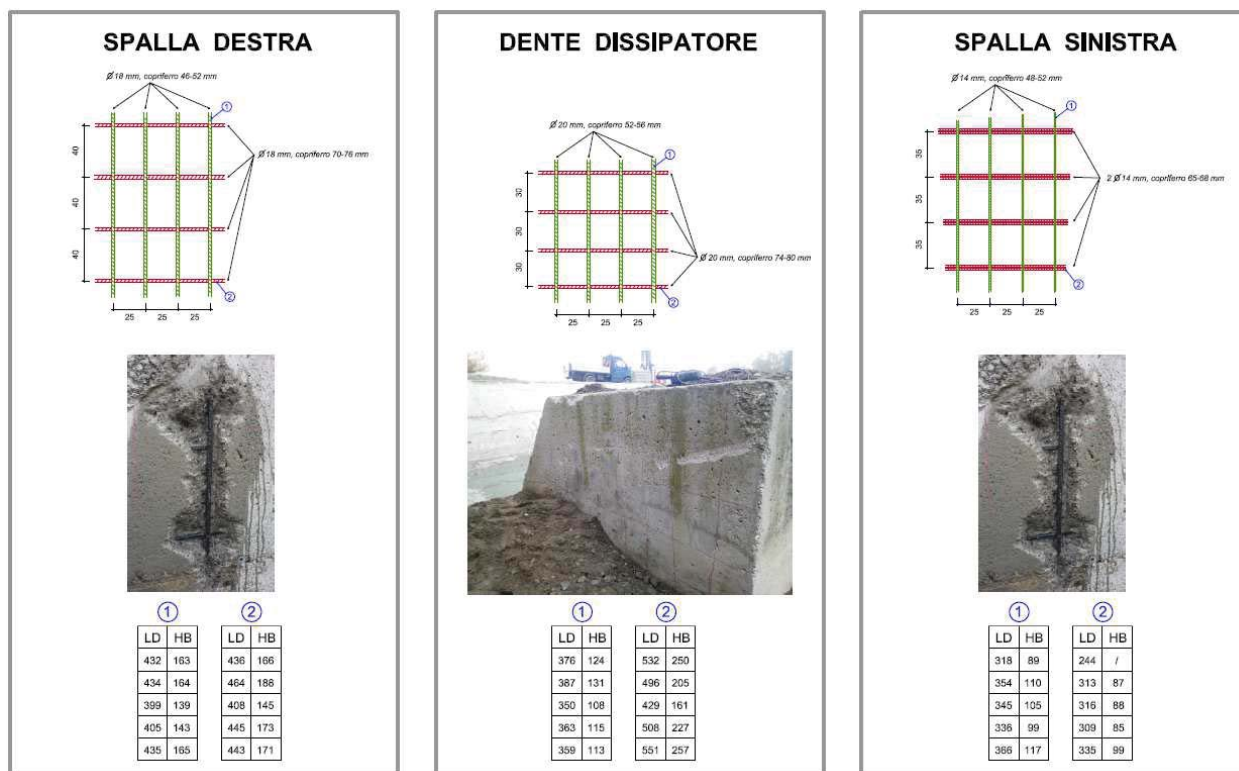 SPALLA DESTRA
Ø 18 mm, copriferro 46-52 mm
1
40
Ø 18 mm, copriferro 70-76 mm
40
40
2
25 25 25
1 2
LD HB LD HB
432 163 436 166
434 164 464 188
399 139 408 145
405 143 445 173
435 165 443 171
DENTE DISSIPATORE
Ø 20 mm, copriferro 52-56 mm
1
30
30
Ø 20 mm, copriferro 74-80 mm
30
2
25 25 25
1 2
LD HB LD HB
376 124 532 250
387 131 496 205
350 108 429 161
363 115 508 227
359 113 551 257
SPALLA SINISTRA
Ø 14 mm, copriferro 48-52 mm
1
35
2 Ø 14 mm, copriferro 65-68 mm
35
35
2
25 25 25
1 2
LD HB LD HB
318 89 244 /
354 110 313 87
345 105 316 88
336 99 309 85
366 117 335 99